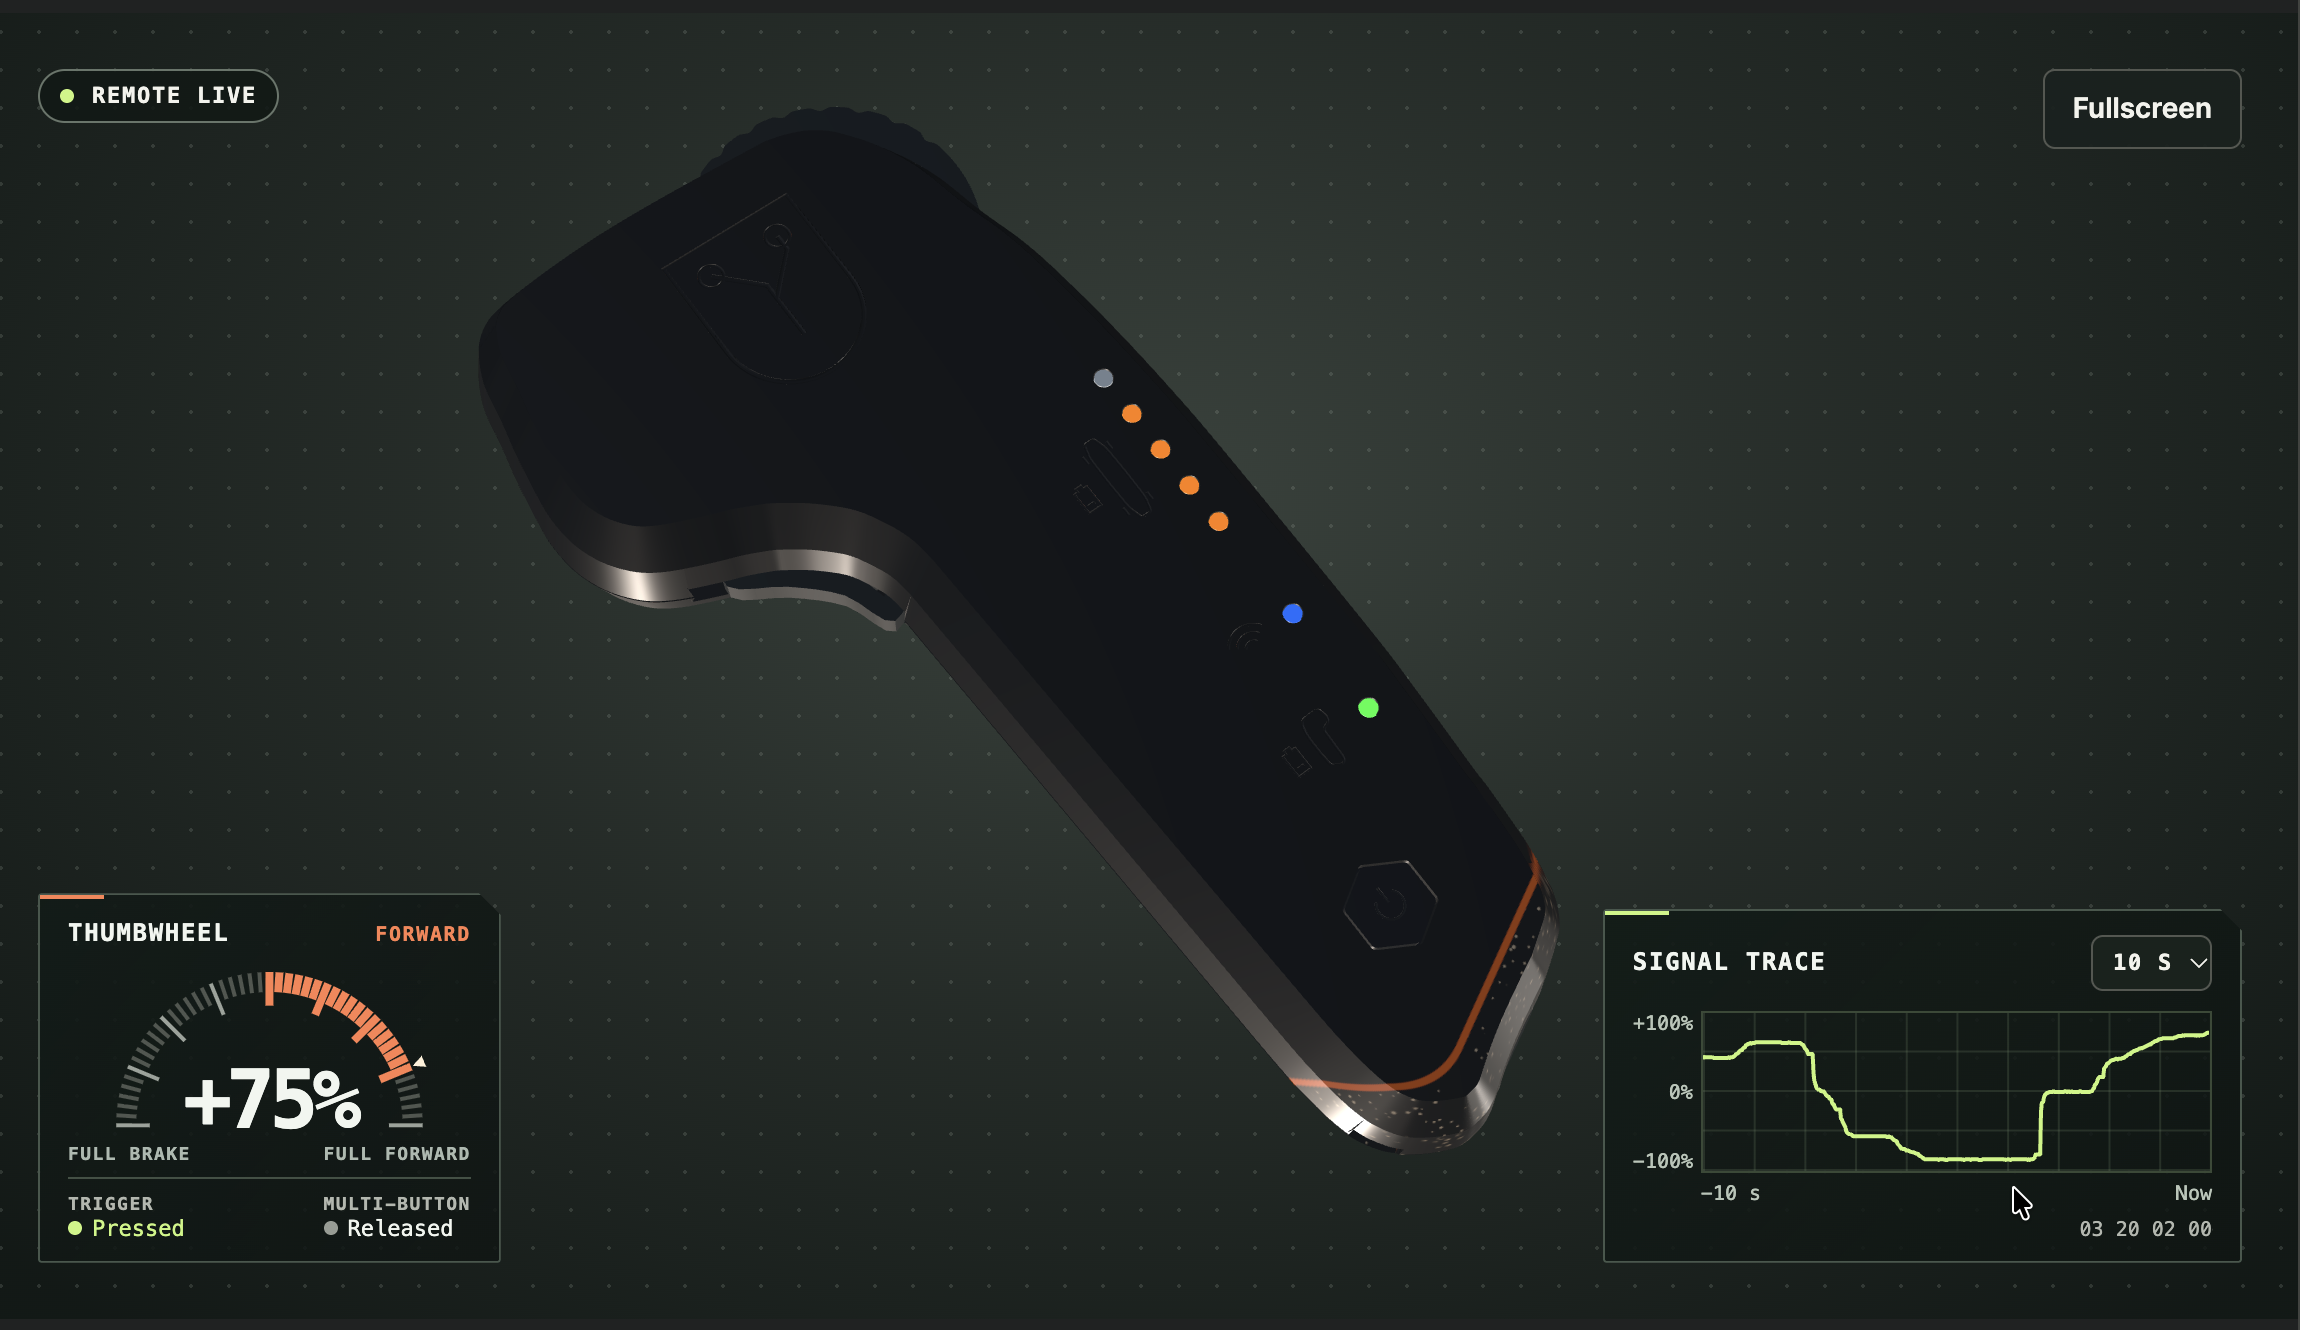 REMOTE LIVE
Fullscreen
THUMBWHEEL
FORWARD
+75%
FULL BRAKE
FULL FORWARD
TRIGGER
Pressed
MULTI-BUTTON
Released
SIGNAL TRACE
10 S
+100%
0%
−100%
−10 s
Now
03 20 02 00